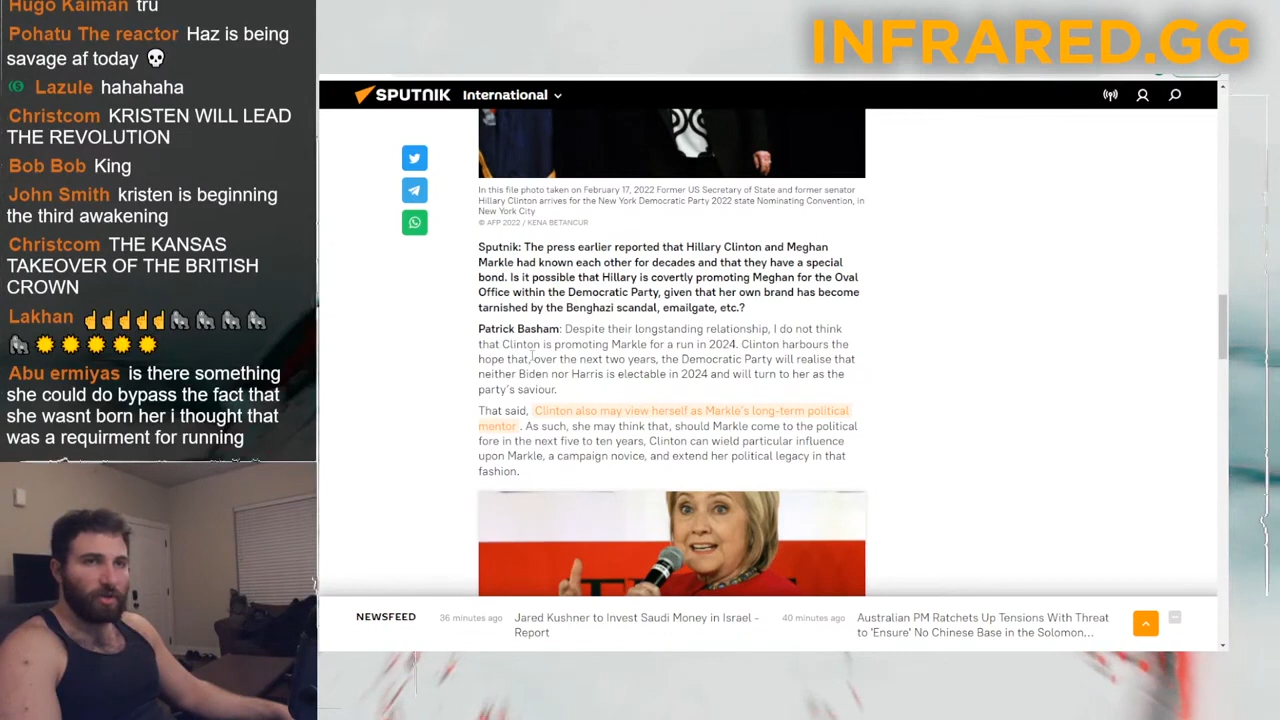 Hugo Kaiman tru
Pohatu The reactor Haz is being
savage af today 💀
Lazule hahahaha
Christcom KRISTEN WILL LEAD
THE REVOLUTION
Bob Bob King
John Smith kristen is beginning
the third awakening
Christcom THE KANSAS
TAKEOVER OF THE BRITISH
CROWN
Lakhan ☝☝☝☝☝🦍🦍🦍🦍
🦍✹✹✹✹✹
Abu ermiyas is there something
she could do bypass the fact that
she wasnt born her i thought that
was a requirment for running
INFRARED.GG
SPUTNIK International
In this file photo taken on February 17, 2022 Former US Secretary of State and former senator
Hillary Clinton arrives for the New York Democratic Party 2022 state Nominating Convention, in
New York City
© AFP 2022 / KENA BETANCUR
Sputnik: The press earlier reported that Hillary Clinton and Meghan
Markle had known each other for decades and that they have a special
bond. Is it possible that Hillary is covertly promoting Meghan for the Oval
Office within the Democratic Party, given that her own brand has become
tarnished by the Benghazi scandal, emailgate, etc.?
Patrick Basham: Despite their longstanding relationship, I do not think
that Clinton is promoting Markle for a run in 2024. Clinton harbours the
hope that, over the next two years, the Democratic Party will realise that
neither Biden nor Harris is electable in 2024 and will turn to her as the
party's saviour.
That said, Clinton also may view herself as Markle's long-term political
mentor . As such, she may think that, should Markle come to the political
fore in the next five to ten years, Clinton can wield particular influence
upon Markle, a campaign novice, and extend her political legacy in that
fashion.
NEWSFEED
36 minutes ago
Jared Kushner to Invest Saudi Money in Israel -
Report
40 minutes ago
Australian PM Ratchets Up Tensions With Threat
to 'Ensure' No Chinese Base in the Solomon...